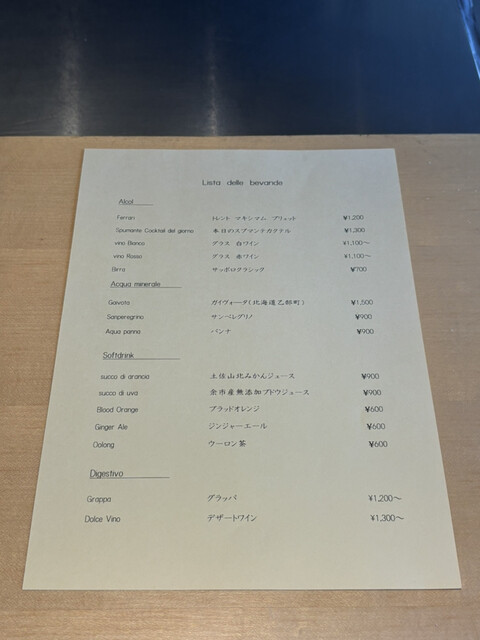 Lista delle bevande
Alcol
Ferrari トレント マキシマム ブリュット ¥1,200
Spumante Cocktail del giorno 本日のスプマンテカクテル ¥1,300
vino Bianco グラス 白ワイン ¥1,100～
vino Rosso グラス 赤ワイン ¥1,100～
Birra サッポロクラシック ¥700
Acqua minerale
Gaivota ガイヴォータ(北海道乙部町) ¥1,500
Sanperegrino サンペレグリノ ¥900
Aqua panna パンナ ¥900
Softdrink
succo di arancia 土佐山北みかんジュース ¥900
succo di uva 余市産無添加ブドウジュース ¥900
Blood Orange ブラッドオレンジ ¥600
Ginger Ale ジンジャーエール ¥600
Oolong ウーロン茶 ¥600
Digestivo
Grappa グラッパ ¥1,200～
Dolce Vino デザートワイン ¥1,300～